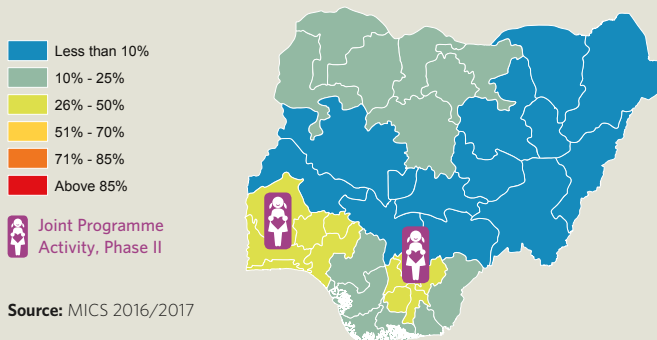 Less than 10%
10% - 25%
26% - 50%
51% - 70%
71% - 85%
Above 85%
Joint Programme
Activity, Phase II
Source: MICS 2016/2017